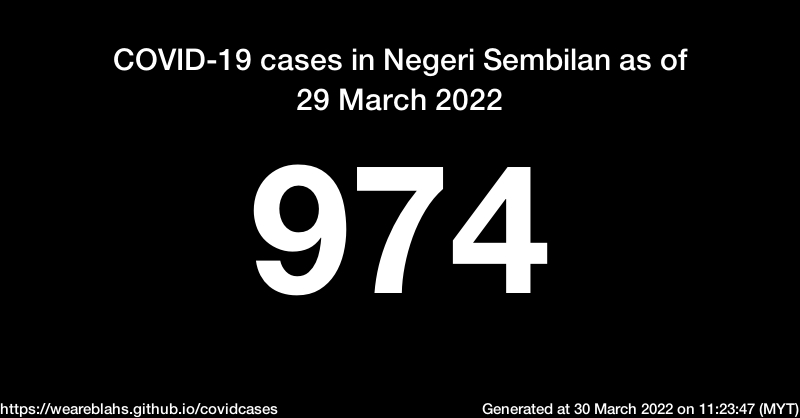 COVID-19 cases in Negeri Sembilan as of
29 March 2022
974
https://weareblahs.github.io/covidcases
Generated at 30 March 2022 on 11:23:47 (MYT)